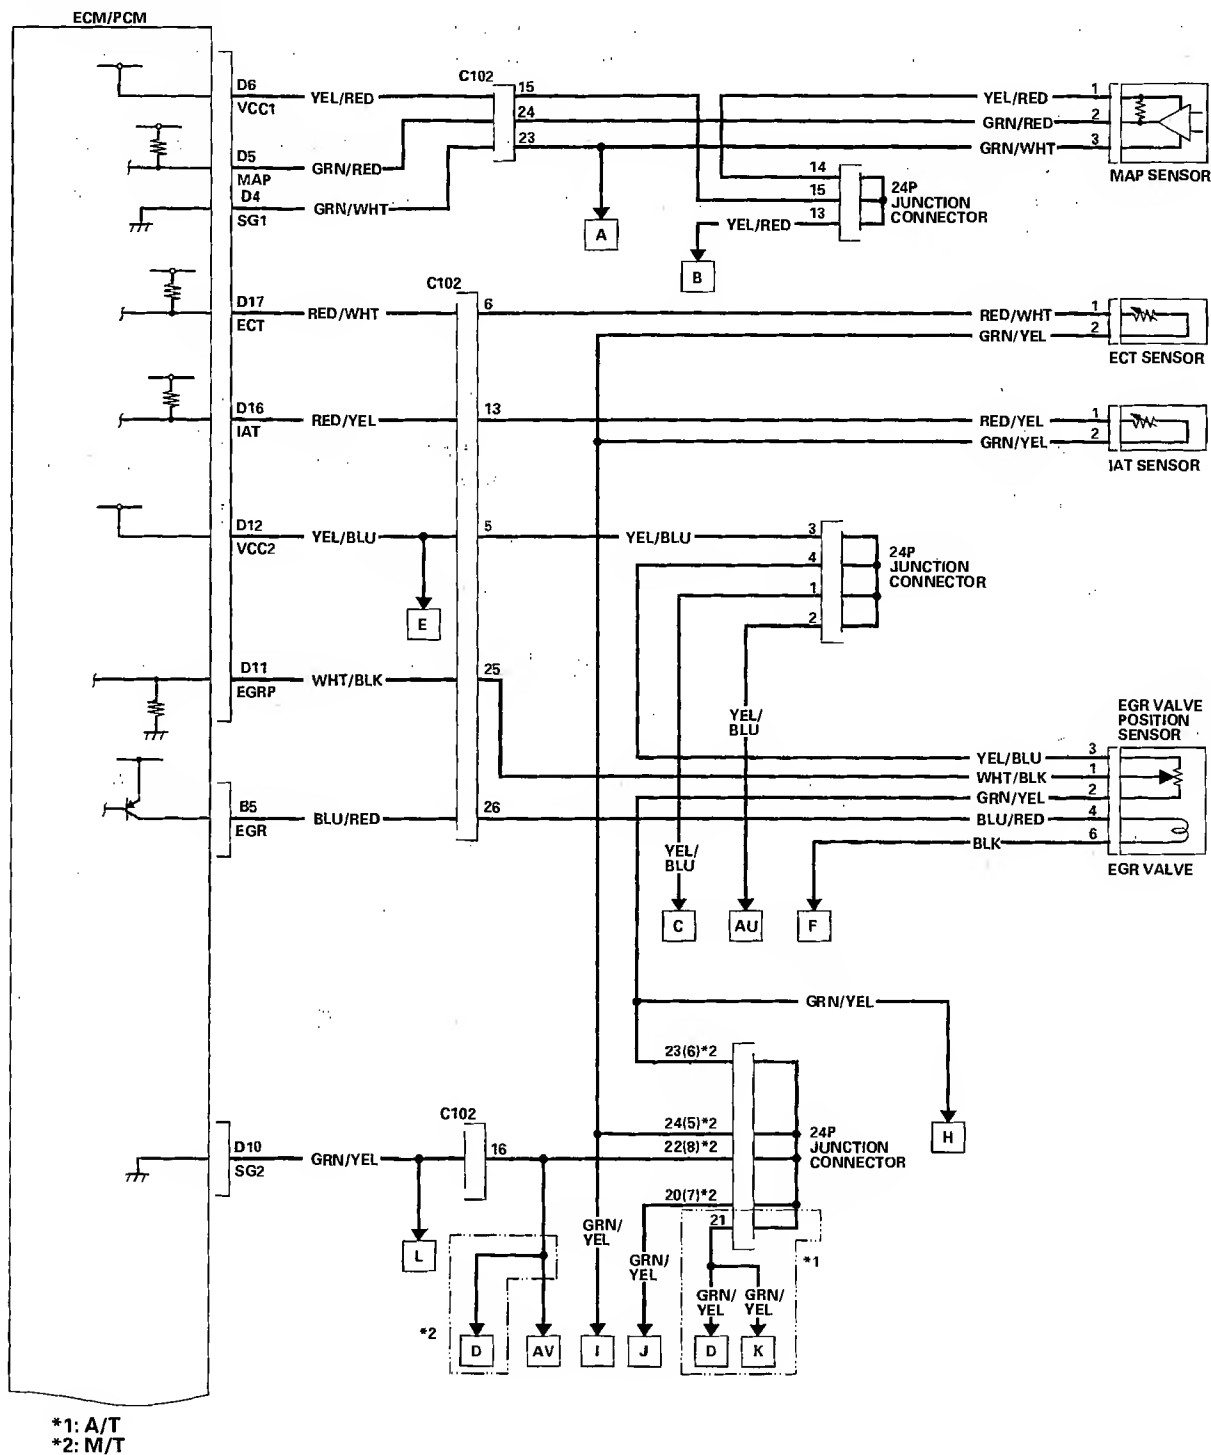 ECM/PCM
D6
VCC1
YEL/RED
C102
15
24
23
YEL/RED
1
GRN/RED
2
GRN/WHT
3
MAP SENSOR
D5
MAP
GRN/RED
D4
SG1
GRN/WHT
A
14
15
13
24P
JUNCTION
CONNECTOR
YEL/RED
B
C102
D17
ECT
RED/WHT
6
RED/WHT
1
GRN/YEL
2
ECT SENSOR
D16
IAT
RED/YEL
13
RED/YEL
1
GRN/YEL
2
IAT SENSOR
D12
VCC2
YEL/BLU
5
YEL/BLU
3
4
1
2
24P
JUNCTION
CONNECTOR
E
D11
EGRP
WHT/BLK
25
YEL/
BLU
EGR VALVE
POSITION
SENSOR
YEL/BLU
3
WHT/BLK
1
GRN/YEL
2
B5
EGR
BLU/RED
26
BLU/RED
4
BLK
6
EGR VALVE
YEL/
BLU
C
AU
F
GRN/YEL
H
23(6)*2
24(5)*2
22(8)*2
20(7)*2
21
24P
JUNCTION
CONNECTOR
C102
D10
SG2
GRN/YEL
16
L
GRN/
YEL
GRN/
YEL
*1
GRN/
YEL
GRN/
YEL
*2
D
AV
I
J
D
K
*1: A/T
*2: M/T